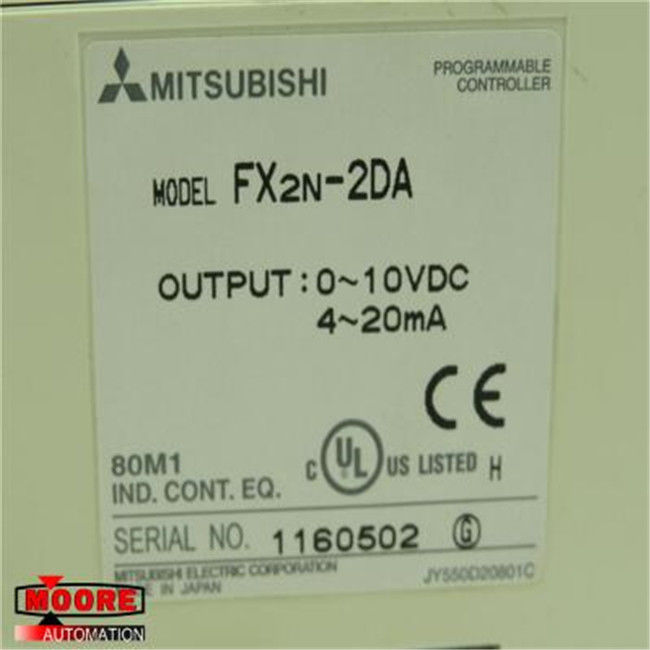 MITSUBISHI
PROGRAMMABLE
CONTROLLER
MODEL FX2N-2DA
OUTPUT : 0~10VDC
4~20mA
CE
80M1
IND. CONT. EQ.
C UL US LISTED H
SERIAL NO. 1160502 G
MITSUBISHI ELECTRIC CORPORATION
IN JAPAN
JY550D20801C
MOORE
AUTOMATION